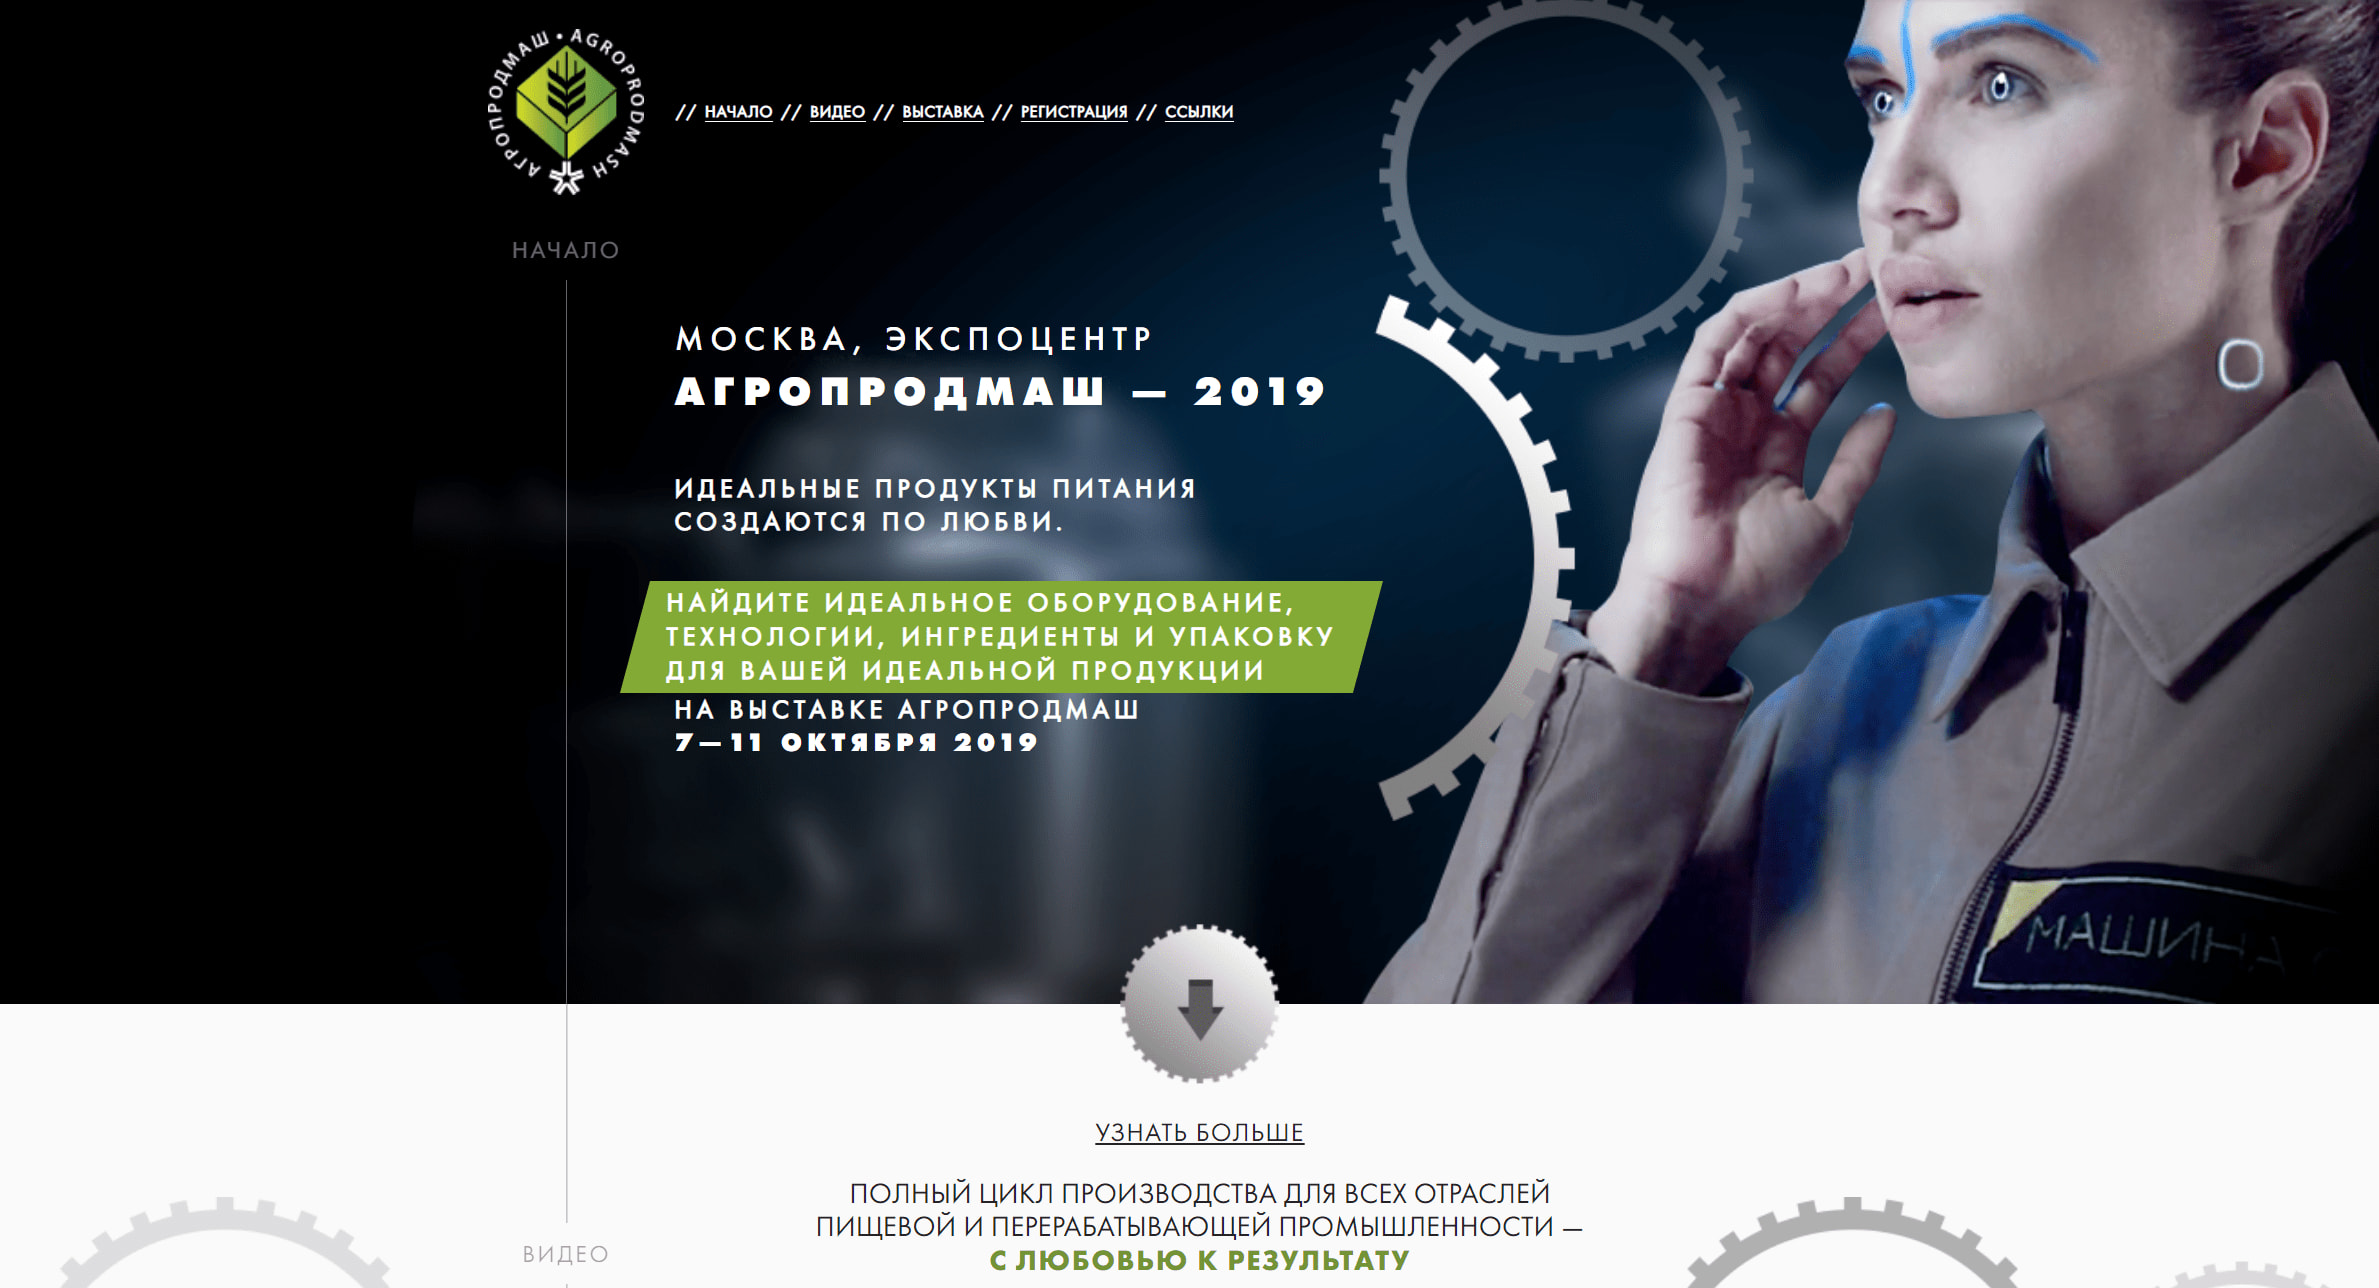 АГРОПРОДМАШ • AGROPRODMASH
// НАЧАЛО // ВИДЕО // ВЫСТАВКА // РЕГИСТРАЦИЯ // ССЫЛКИ
НАЧАЛО
МОСКВА, ЭКСПОЦЕНТР
АГРОПРОДМАШ — 2019
ИДЕАЛЬНЫЕ ПРОДУКТЫ ПИТАНИЯ
СОЗДАЮТСЯ ПО ЛЮБВИ.
НАЙДИТЕ ИДЕАЛЬНОЕ ОБОРУДОВАНИЕ,
ТЕХНОЛОГИИ, ИНГРЕДИЕНТЫ И УПАКОВКУ
ДЛЯ ВАШЕЙ ИДЕАЛЬНОЙ ПРОДУКЦИИ
НА ВЫСТАВКЕ АГРОПРОДМАШ
7—11 ОКТЯБРЯ 2019
МАШИНА
УЗНАТЬ БОЛЬШЕ
ПОЛНЫЙ ЦИКЛ ПРОИЗВОДСТВА ДЛЯ ВСЕХ ОТРАСЛЕЙ
ПИЩЕВОЙ И ПЕРЕРАБАТЫВАЮЩЕЙ ПРОМЫШЛЕННОСТИ —
С ЛЮБОВЬЮ К РЕЗУЛЬТАТУ
ВИДЕО